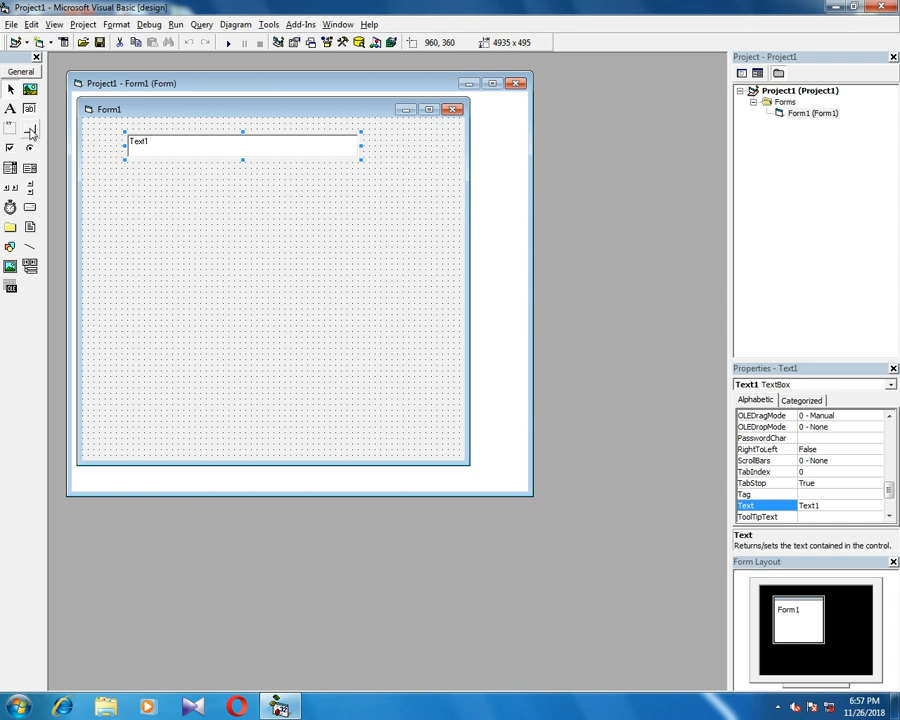 Project1 - Microsoft Visual Basic [design]
File Edit View Project Format Debug Run Query Diagram Tools Add-Ins Window Help
960, 360 4935 x 495
General
A ab|
Project1 - Form1 (Form)
Form1
Text1
Project - Project1
Project1 (Project1)
Forms
Form1 (Form1)
Properties - Text1
Text1 TextBox
Alphabetic Categorized
OLEDragMode 0 - Manual
OLEDropMode 0 - None
PasswordChar
RightToLeft False
ScrollBars 0 - None
TabIndex 0
TabStop True
Tag
Text Text1
ToolTipText
Text
Returns/sets the text contained in the control.
Form Layout
Form1
6:57 PM
11/26/2018